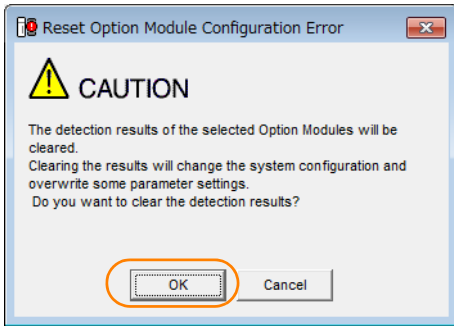 Reset Option Module Configuration Error
CAUTION
The detection results of the selected Option Modules will be
cleared.
Clearing the results will change the system configuration and
overwrite some parameter settings.
Do you want to clear the detection results?
OK
Cancel